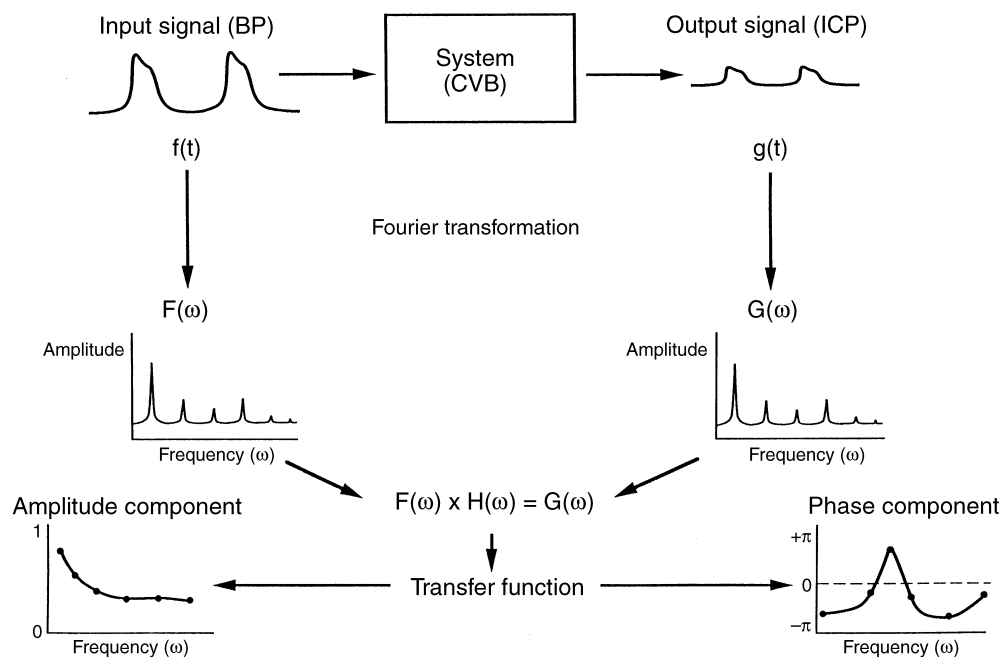 Input signal (BP)
System
(CVB)
Output signal (ICP)
f(t)
g(t)
Fourier transformation
F(ω)
G(ω)
Amplitude
Frequency (ω)
Amplitude
Frequency (ω)
F(ω) x H(ω) = G(ω)
Transfer function
Amplitude component
1
0
Frequency (ω)
Phase component
+π
0
−π
Frequency (ω)